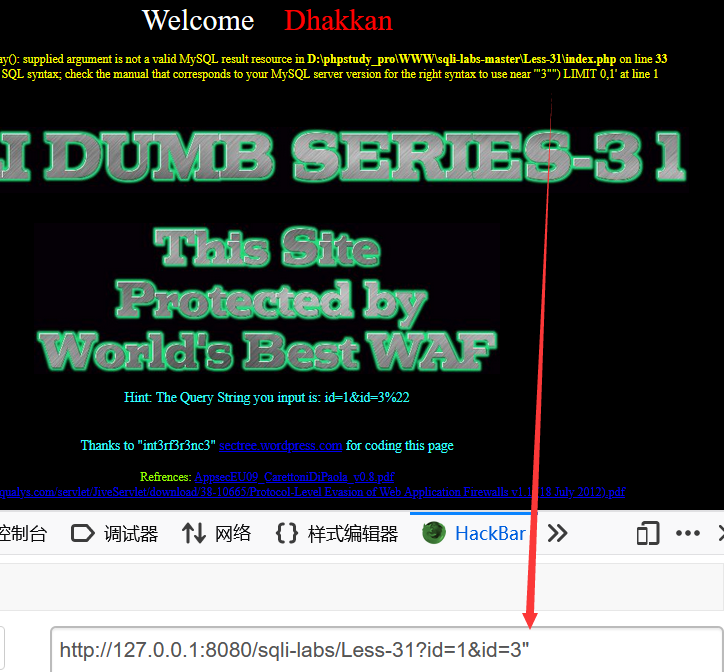 Welcome Dhakkan
ay(): supplied argument is not a valid MySQL result resource in D:\phpstudy_pro\WWW\sqli-labs-master\Less-31\index.php on line 33
SQL syntax; check the manual that corresponds to your MySQL server version for the right syntax to use near '"3"") LIMIT 0,1' at line 1
LI DUMB SERIES-31
This Site
Protected by
World's Best WAF
Hint: The Query String you input is: id=1&id=3%22
Thanks to "int3rf3r3nc3" sectree.wordpress.com for coding this page
Refrences: AppsecEU09_CarettoniDiPaola_v0.8.pdf
qualys.com/servlet/JiveServlet/download/38-10665/Protocol-Level Evasion of Web Application Firewalls v1.1 (18 July 2012).pdf
控制台 调试器 网络 样式编辑器 HackBar
http://127.0.0.1:8080/sqli-labs/Less-31?id=1&id=3"